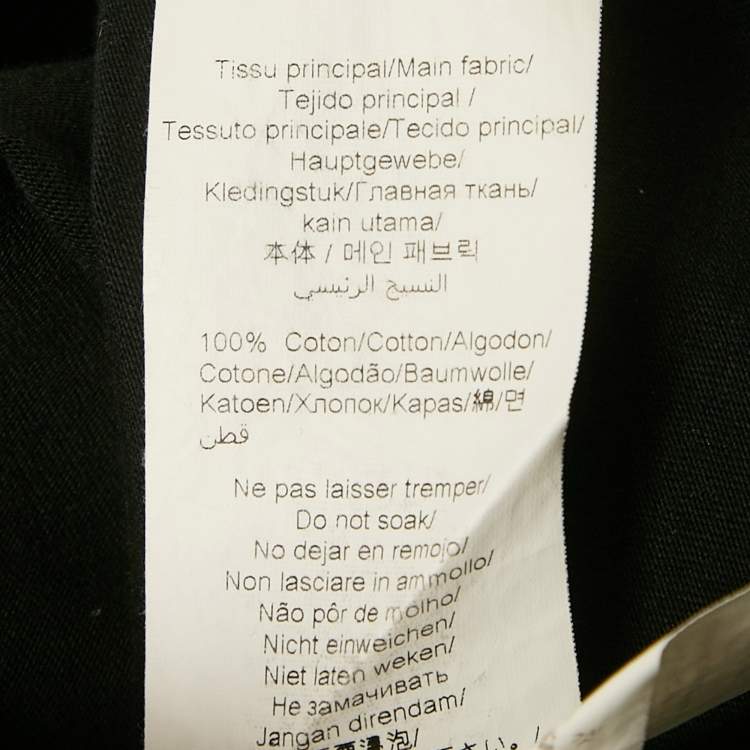 Tissu principal/Main fabric/
Tejido principal /
Tessuto principale/Tecido principal/
Hauptgewebe/
Kledingstuk/Главная ткань/
kain utama/
本体 / 메인 패브릭
النسيج الرئيسي
100% Coton/Cotton/Algodon/
Cotone/Algodão/Baumwolle/
Katoen/Хлопок/Kapas/綿/면
قطن
Ne pas laisser tremper/
Do not soak/
No dejar en remojo/
Non lasciare in ammollo/
Não pôr de molho/
Nicht einweichen/
Niet laten weken/
Не замачивать
Jangan direndam/